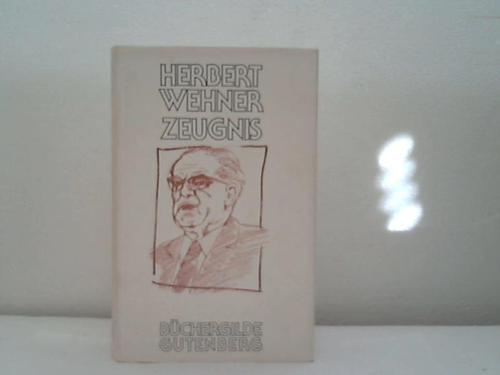 HERBERT
WEHNER
ZEUGNIS
BÜCHERGILDE
GUTENBERG